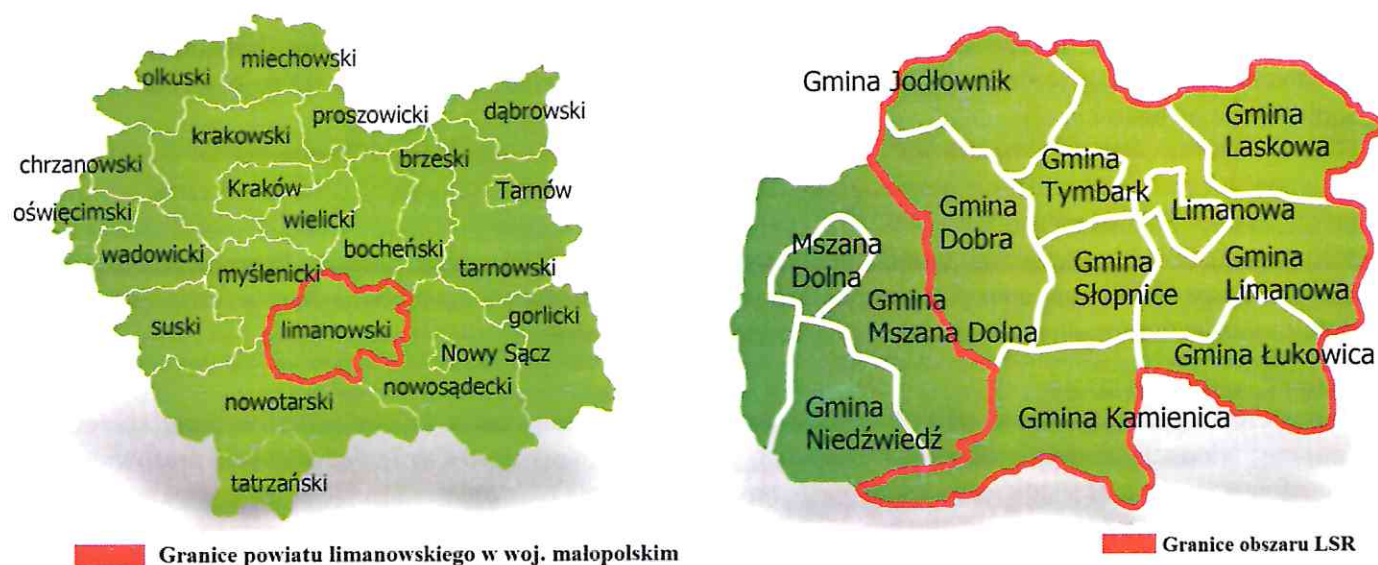 miechowski
olkuski
proszowicki
dąbrowski
krakowski
brzeski
chrzanowski
Kraków
Tarnów
oświęcimski
wielicki
wadowicki
bocheński
myślenicki
tarnowski
suski
limanowski
gorlicki
Nowy Sącz
nowosądecki
nowotarski
tatrzański
Granice powiatu limanowskiego w woj. małopolskim
Gmina Jodłownik
Gmina
Laskowa
Gmina
Tymbark
Gmina
Dobra
Limanowa
Mszana
Dolna
Gmina
Słopnice
Gmina
Limanowa
Gmina
Mszana Dolna
Gmina Łukowica
Gmina
Niedźwiedź
Gmina Kamienica
Granice obszaru LSR